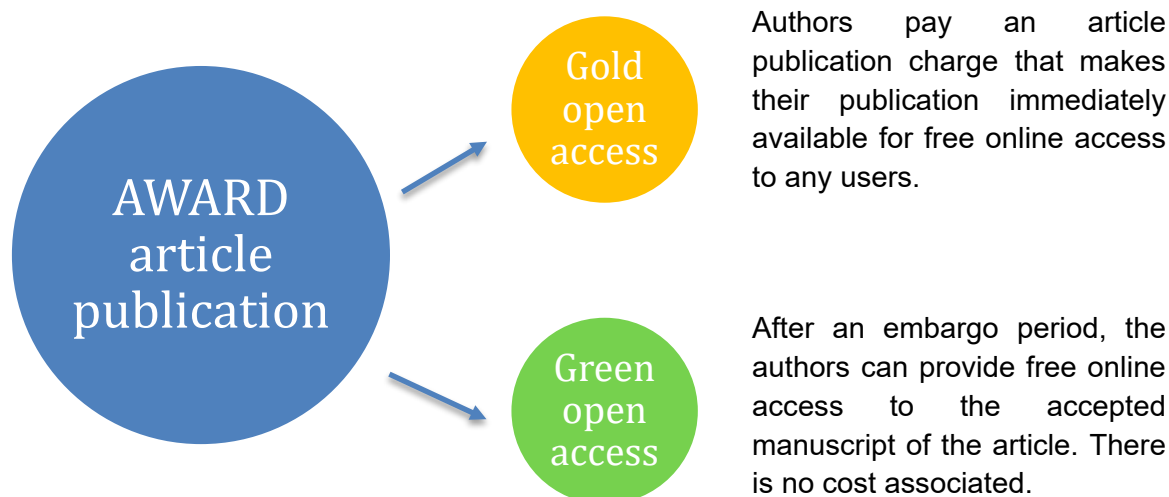 AWARD
article
publication
Gold
open
access
Authors pay an article
publication charge that makes
their publication immediately
available for free online access
to any users.
Green
open
access
After an embargo period, the
authors can provide free online
access to the accepted
manuscript of the article. There
is no cost associated.